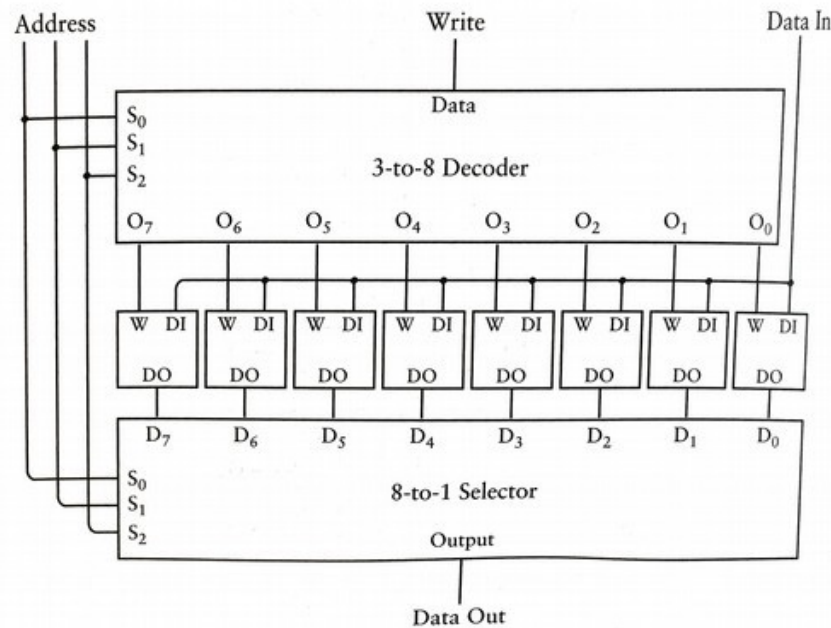 Address Write Data In
Data
S₀
S₁
S₂
3-to-8 Decoder
O₇ O₆ O₅ O₄ O₃ O₂ O₁ O₀
W DI W DI W DI W DI W DI W DI W DI W DI
DO DO DO DO DO DO DO DO
D₇ D₆ D₅ D₄ D₃ D₂ D₁ D₀
S₀
S₁
S₂
8-to-1 Selector
Output
Data Out